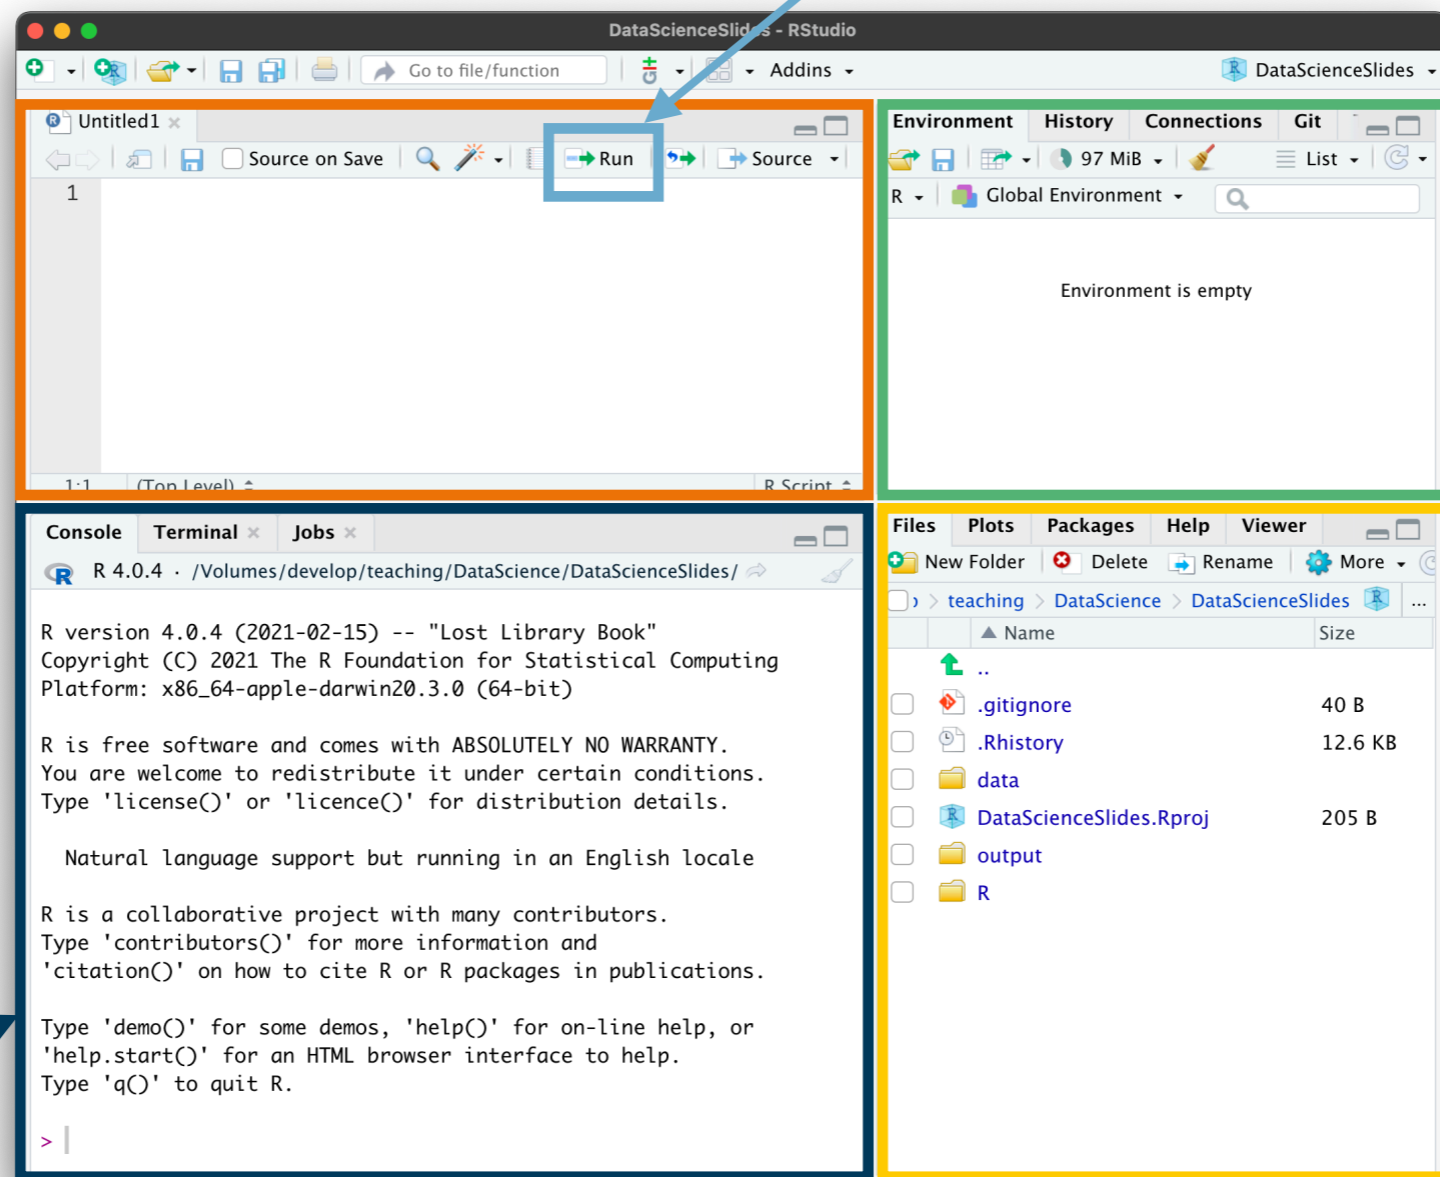 DataScienceSlides - RStudio
Go to file/function
Git
Addins
DataScienceSlides
Untitled1
Source on Save
Run
Source
1
1:1 (Top Level) R Script
Environment History Connections Git
97 MiB List
R Global Environment
Environment is empty
Console Terminal Jobs
R 4.0.4 · /Volumes/develop/teaching/DataScience/DataScienceSlides/
R version 4.0.4 (2021-02-15) -- "Lost Library Book"
Copyright (C) 2021 The R Foundation for Statistical Computing
Platform: x86_64-apple-darwin20.3.0 (64-bit)
R is free software and comes with ABSOLUTELY NO WARRANTY.
You are welcome to redistribute it under certain conditions.
Type 'license()' or 'licence()' for distribution details.
Natural language support but running in an English locale
R is a collaborative project with many contributors.
Type 'contributors()' for more information and
'citation()' on how to cite R or R packages in publications.
Type 'demo()' for some demos, 'help()' for on-line help, or
'help.start()' for an HTML browser interface to help.
Type 'q()' to quit R.
>
Files Plots Packages Help Viewer
New Folder Delete Rename More
> teaching > DataScience > DataScienceSlides ...
Name Size
..
.gitignore 40 B
.Rhistory 12.6 KB
data
DataScienceSlides.Rproj 205 B
output
R